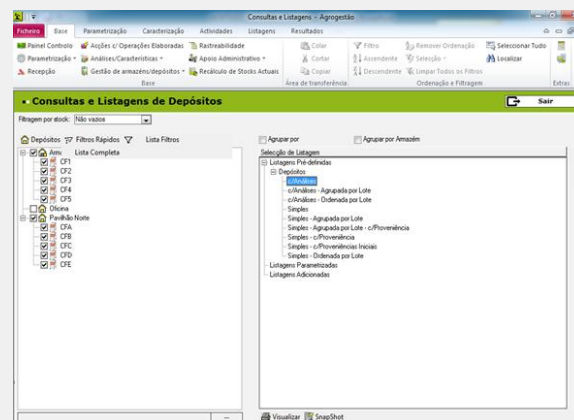 Consultas e Listagens - Agrogestão
Ficheiro Base Parametrização Caracterização Actividades Listagens Resultados
Painel Controlo Acções c/ Operações Elaboradas Rastreabilidade Colar Filtro Remover Ordenação Seleccionar Tudo
Parametrização Análises/Características Apoio Administrativo Cortar Ascendente Selecção Localizar
Recepção Gestão de armazéns/depósitos Recálculo de Stocks Actuais Copiar Descendente Limpar Todos os Filtros
Base Área de transferência Ordenação e Filtragem Extras
Consultas e Listagens de Depósitos Sair
Filtragem por stock: Não vazios
Depósitos Filtros Rápidos Lista Filtros Agrupar por Agrupar por Armazém
Lista Completa
CF1
CF2
CF3
CF4
CF5
Oficina
Pavilhão Norte
CFA
CFB
CFC
CFD
CFE
Selecção de Listagem
Listagens Pré-definidas
Depósitos
c/Análises
c/Análises - Agrupada por Lote
c/Análises - Ordenada por Lote
Simples
Simples - Agrupada por Lote
Simples - Agrupada por Lote - c/Proveniência
Simples - c/Proveniência
Simples - c/Proveniências Iniciais
Simples - Ordenada por Lote
Listagens Parametrizadas
Listagens Adicionadas
Visualizar SnapShot